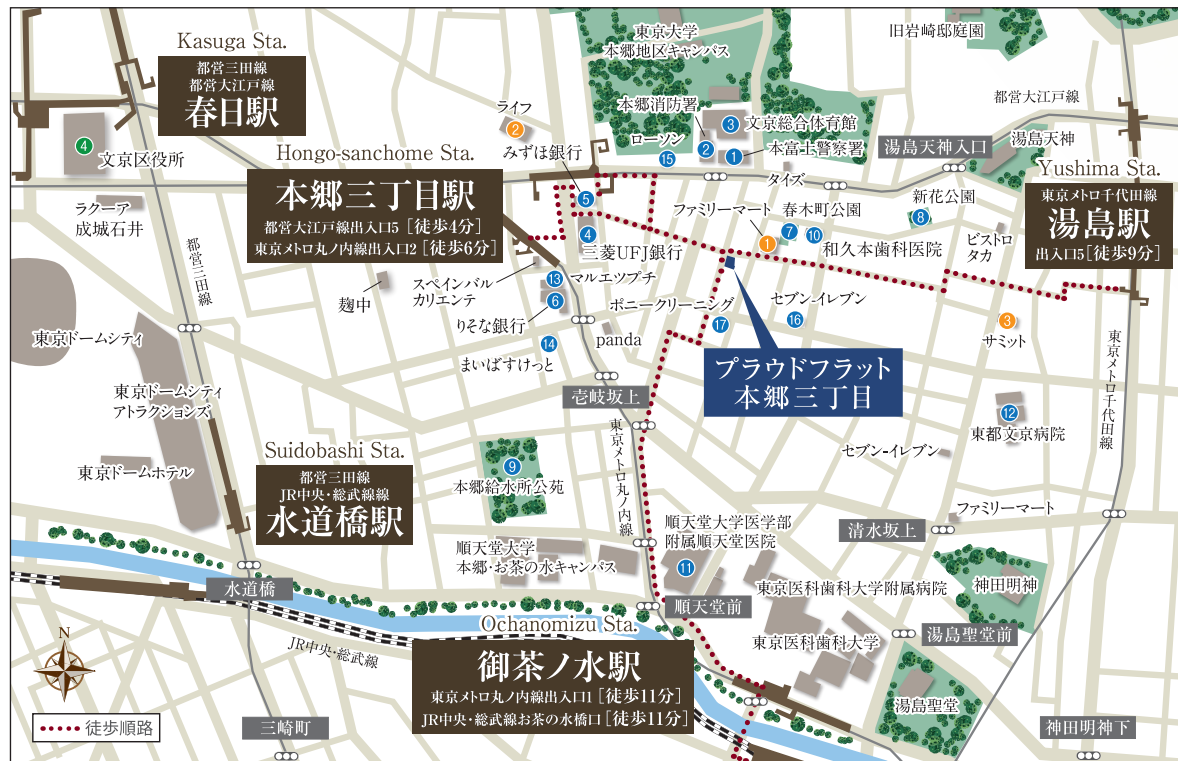 Kasuga Sta.
都営三田線
都営大江戸線
春日駅
4
文京区役所
ラクーア
成城石井
都営三田線
Hongo-sanchome Sta.
本郷三丁目駅
都営大江戸線出入口5 [徒歩4分]
東京メトロ丸ノ内線出入口2 [徒歩6分]
ライフ
2
みずほ銀行
5
4
三菱UFJ銀行
東京大学
本郷地区キャンパス
本郷消防署
ローソン
15
2
3
文京総合体育館
1
本富士警察署
タイズ
旧岩崎邸庭園
都営大江戸線
湯島天神入口
湯島天神
Yushima Sta.
東京メトロ千代田線
湯島駅
出入口5 [徒歩9分]
新花公園
8
ビストロ
タカ
ファミリーマート
1
春木町公園
7
10
和久本歯科医院
スペインバル
カリエンテ
麹中
13
マルエツプチ
6
りそな銀行
14
まいばすけっと
panda
ポニークリーニング
17
セブン-イレブン
16
3
サミット
プラウドフラット
本郷三丁目
東京ドームシティ
東京ドームシティ
アトラクションズ
東京ドームホテル
壱岐坂上
東京メトロ丸ノ内線
東京メトロ千代田線
12
東都文京病院
セブン-イレブン
ファミリーマート
清水坂上
Suidobashi Sta.
都営三田線
JR中央・総武線線
水道橋駅
9
本郷給水所公苑
順天堂大学
本郷・お茶の水キャンパス
順天堂大学医学部
附属順天堂医院
11
順天堂前
東京医科歯科大学附属病院
東京医科歯科大学
神田明神
湯島聖堂前
湯島聖堂
神田明神下
水道橋
JR中央・総武線
三崎町
Ochanomizu Sta.
御茶ノ水駅
東京メトロ丸ノ内線出入口1 [徒歩11分]
JR中央・総武線お茶の水橋口 [徒歩11分]
N
徒歩順路